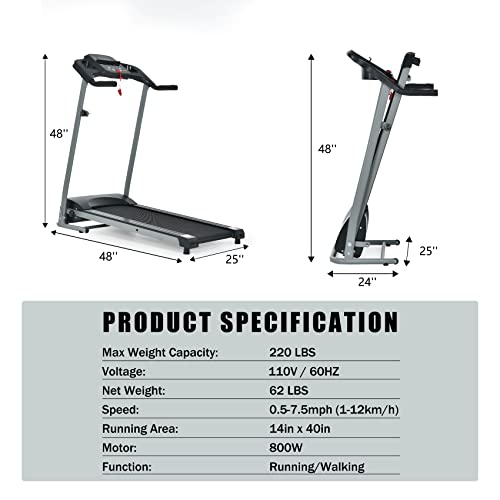 48''
48''
25''
48''
25''
24''
PRODUCT SPECIFICATION
Max Weight Capacity: 220 LBS
Voltage: 110V / 60HZ
Net Weight: 62 LBS
Speed: 0.5-7.5mph (1-12km/h)
Running Area: 14in x 40in
Motor: 800W
Function: Running/Walking